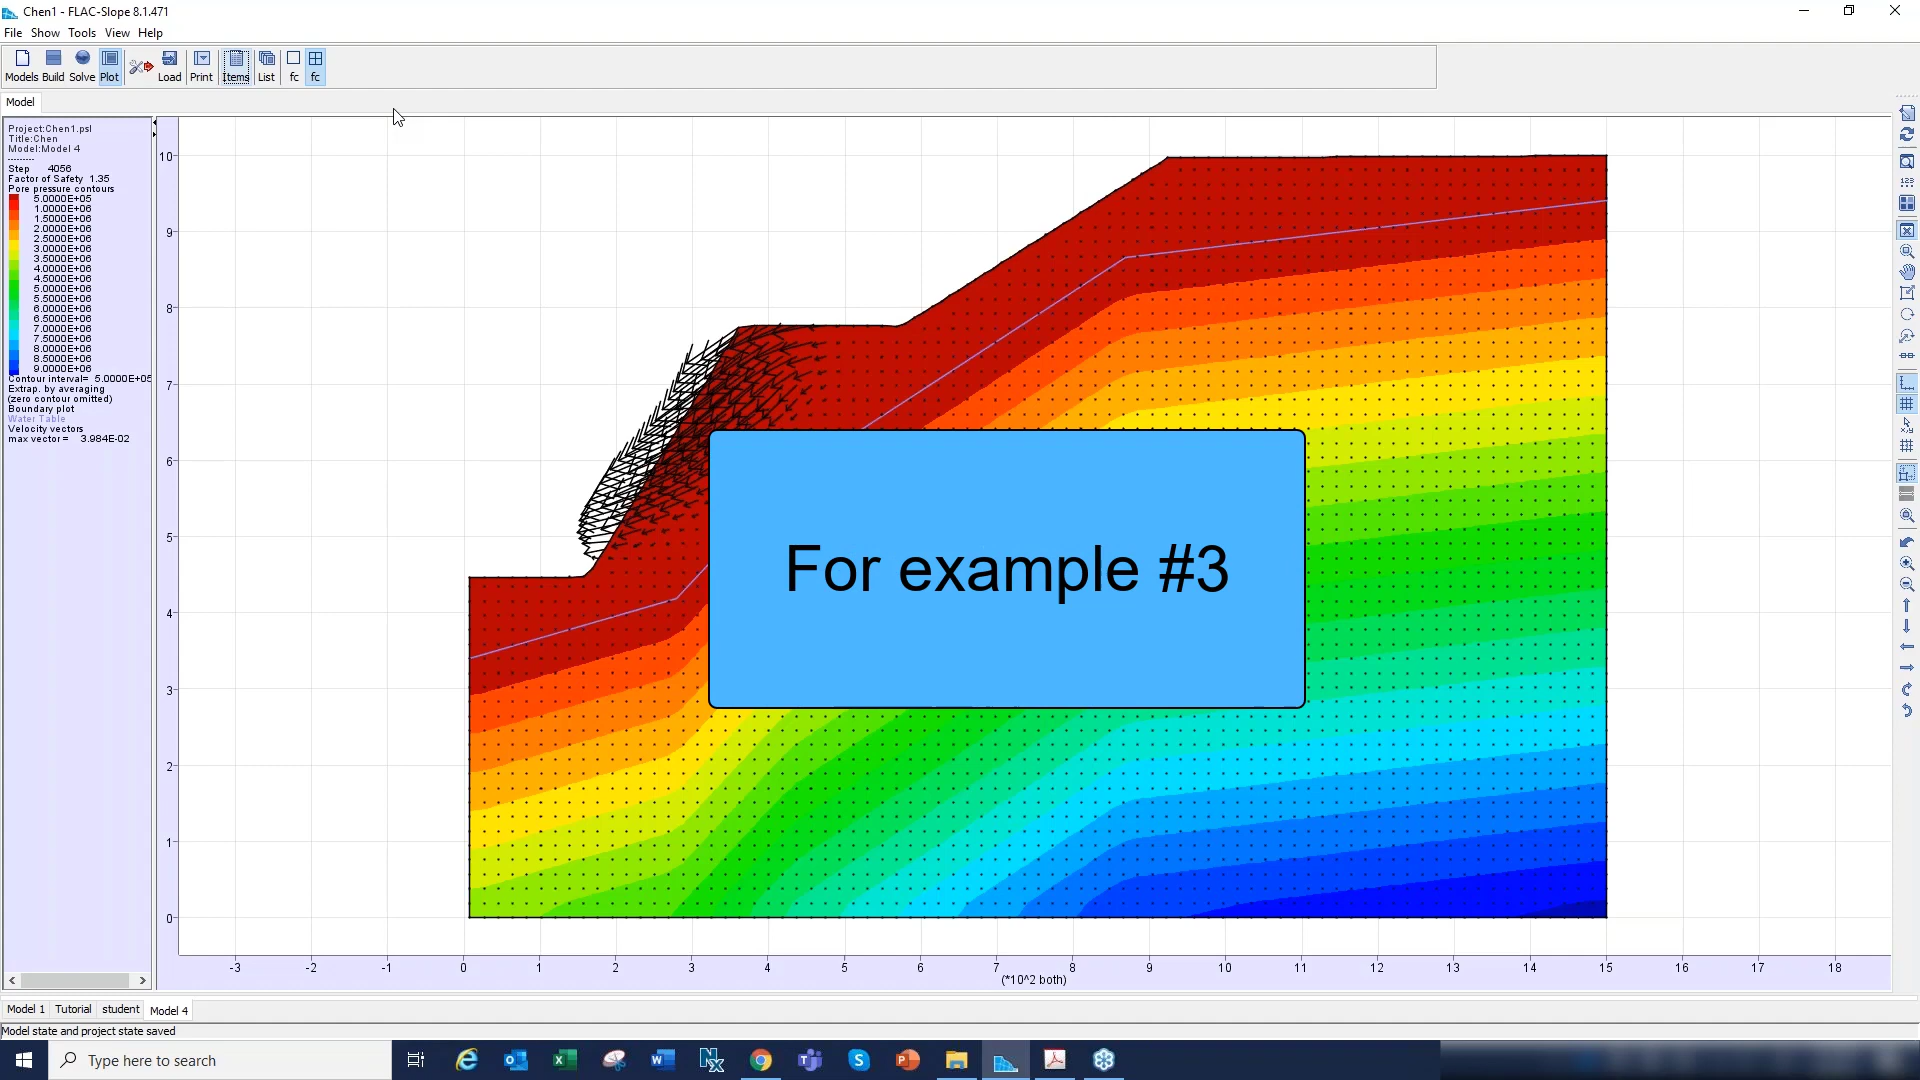 Chen1 - FLAC-Slope 8.1.471
File Show Tools View Help
Models Build Solve Plot Load Print Items List fc fc
Model
Project:Chen1.psl
Title:Chen
Model:Model 4
----------
Step 4056
Factor of Safety 1.35
Pore pressure contours
5.0000E+05
1.0000E+06
1.5000E+06
2.0000E+06
2.5000E+06
3.0000E+06
3.5000E+06
4.0000E+06
4.5000E+06
5.0000E+06
5.5000E+06
6.0000E+06
6.5000E+06
7.0000E+06
7.5000E+06
8.0000E+06
8.5000E+06
9.0000E+06
Contour interval= 5.0000E+05
Extrap. by averaging
(zero contour omitted)
Boundary plot
Water Table
Velocity vectors
max vector = 3.984E-02
10
9
8
7
6
5
4
3
2
1
0
For example #3
-3 -2 -1 0 1 2 3 4 5 6 7 8 9 10 11 12 13 14 15 16 17 18
(*10^2 both)
Model 1 Tutorial student Model 4
Model state and project state saved
Type here to search